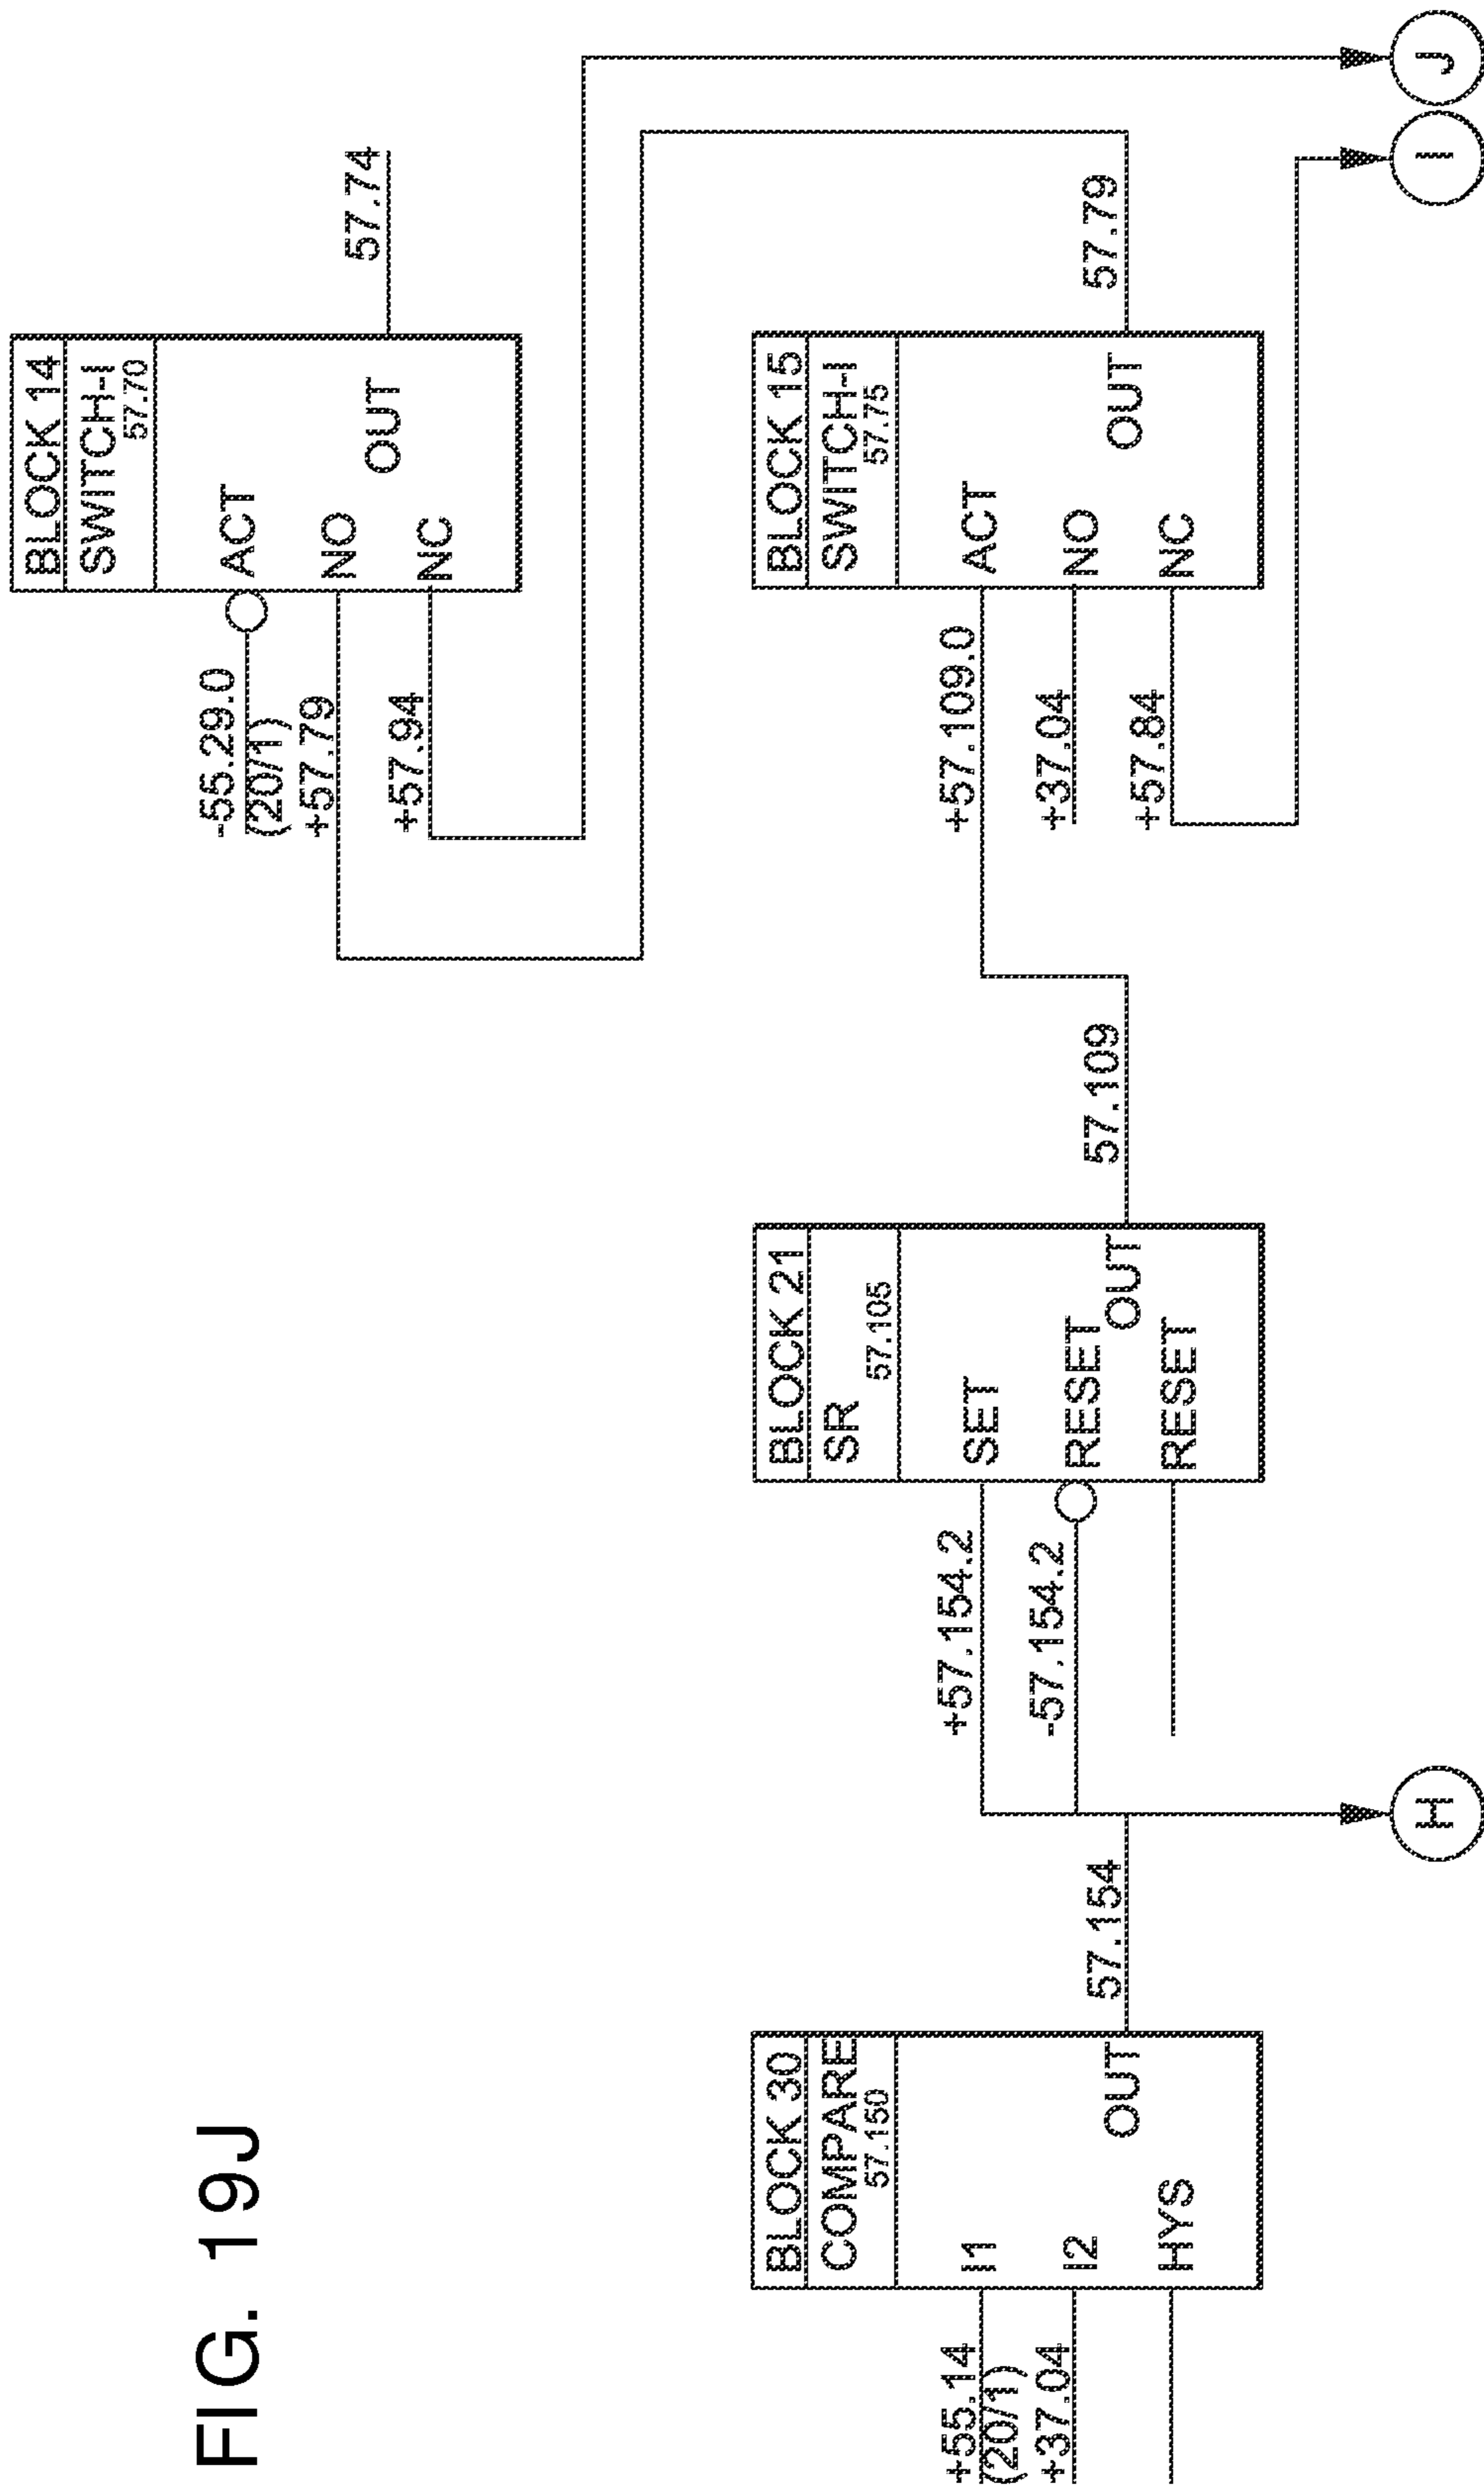 FIG. 19J
BLOCK 14
SWITCH-I
57.70
-55.29.0
(20/1)
ACT
+57.79
NO
OUT
57.74
+57.94
NC
BLOCK 30
COMPARE
57.150
+55.14
(20/1)
I1
+37.04
I2
OUT
57.154
HYS
BLOCK 21
SR
57.105
+57.154.2
SET
-57.154.2
RESET
OUT
57.109
RESET
BLOCK 15
SWITCH-I
57.75
+57.109.0
ACT
+37.04
NO
OUT
57.79
+57.84
NC
H
I
J